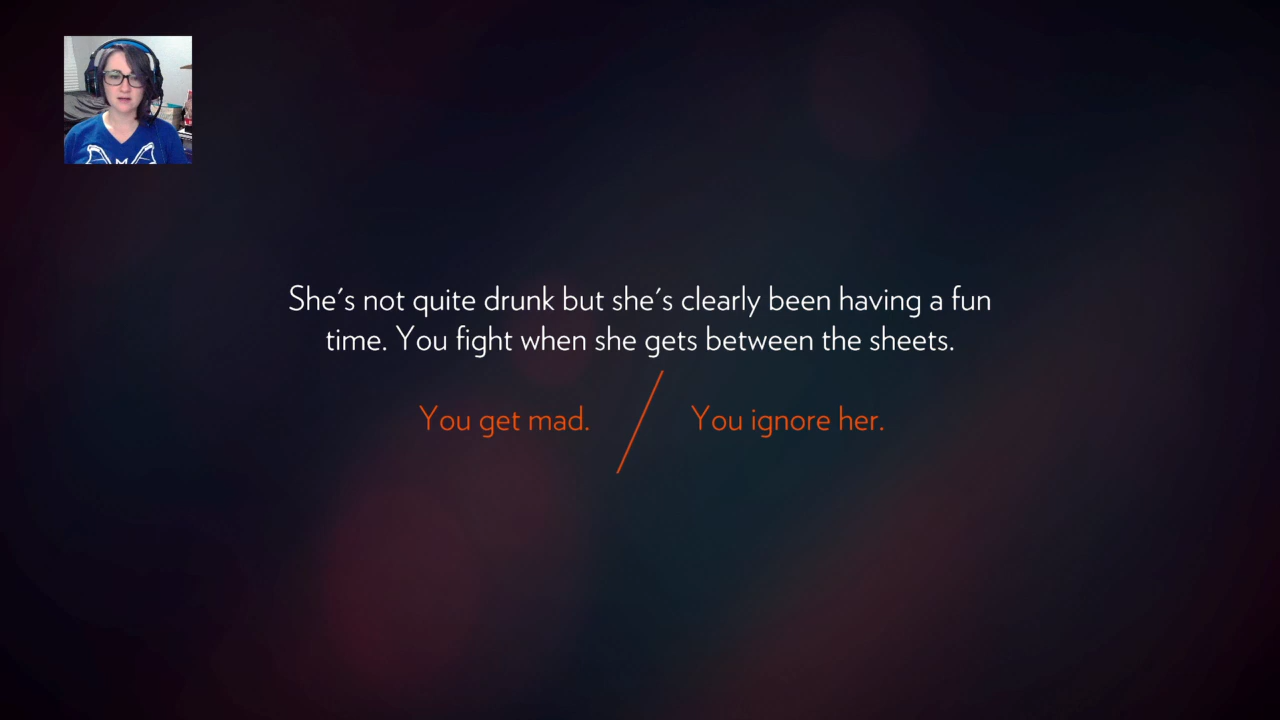 She's not quite drunk but she's clearly been having a fun
time. You fight when she gets between the sheets.
You get mad.
You ignore her.